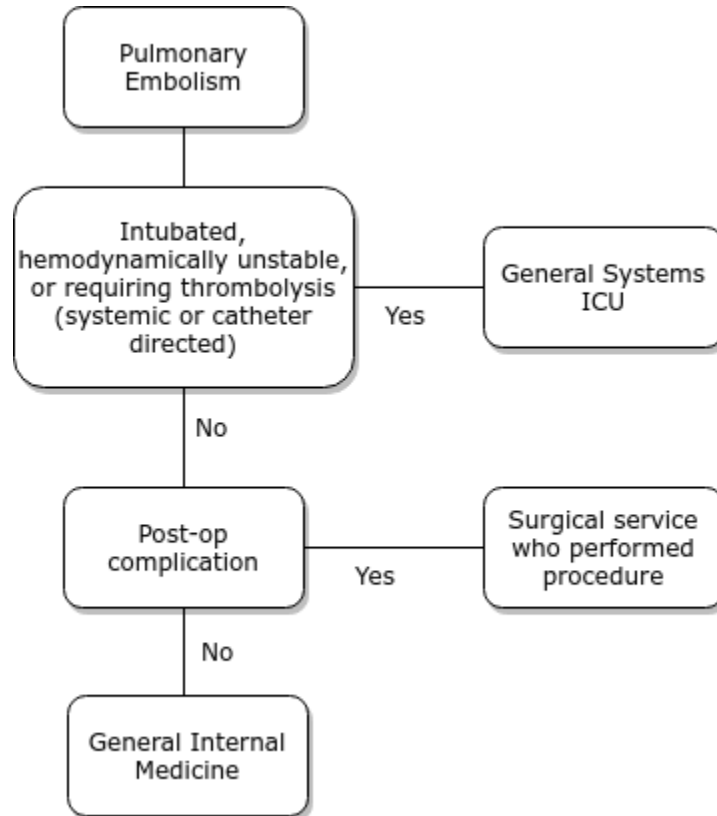 Pulmonary
Embolism
Intubated,
hemodynamically unstable,
or requiring thrombolysis
(systemic or catheter
directed)
Yes
General Systems
ICU
No
Post-op
complication
Yes
Surgical service
who performed
procedure
No
General Internal
Medicine